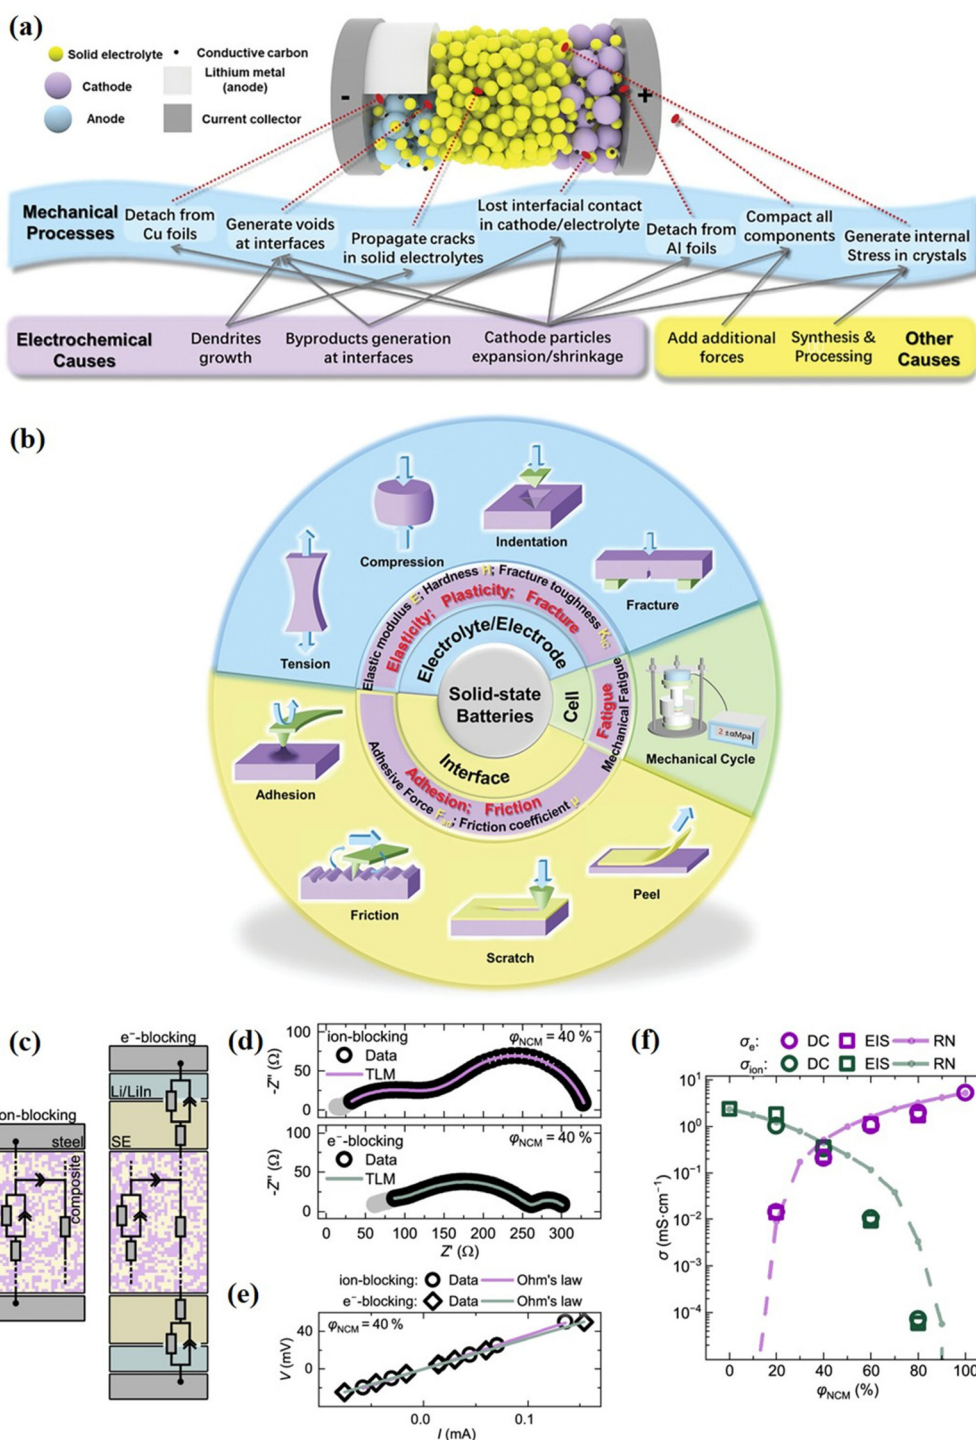 (a)
Solid electrolyte
Conductive carbon
Cathode
Lithium metal
(anode)
Anode
Current collector
-
+
Mechanical
Processes
Detach from
Cu foils
Generate voids
at interfaces
Propagate cracks
in solid electrolytes
Lost interfacial contact
in cathode/electrolyte
Detach from
Al foils
Compact all
components
Generate internal
Stress in crystals
Electrochemical
Causes
Dendrites
growth
Byproducts generation
at interfaces
Cathode particles
expansion/shrinkage
Add additional
forces
Synthesis &
Processing
Other
Causes
(b)
Indentation
Compression
Fracture
Tension
Elastic modulus E; Hardness H; Fracture toughness
Elasticity; Plasticity; Fracture
Electrolyte/Electrode
Solid-state
Batteries
Cell
Fatigue
Mechanical Fatigue
2 ±αMpa
Mechanical Cycle
Interface
Adhesion; Friction
Adhesive Force; Friction coefficient μ
Adhesion
Friction
Scratch
Peel
(c)
e⁻-blocking
Li/LiIn
on-blocking
steel
SE
composite
(d)
ion-blocking
φNCM = 40 %
Data
TLM
-Z'' (Ω)
100
50
0
e⁻-blocking
φNCM = 40 %
Data
TLM
-Z'' (Ω)
100
50
0
0 50 100 150 200 250 300
Z' (Ω)
(e)
ion-blocking: Data Ohm's law
e⁻-blocking: Data Ohm's law
φNCM = 40 %
V (mV)
40
0
0.0 0.1
I (mA)
(f)
σe: DC EIS RN
σion: DC EIS RN
σ (mS·cm⁻¹)
10¹
10⁰
10⁻¹
10⁻²
10⁻³
10⁻⁴
0 20 40 60 80 100
φNCM (%)